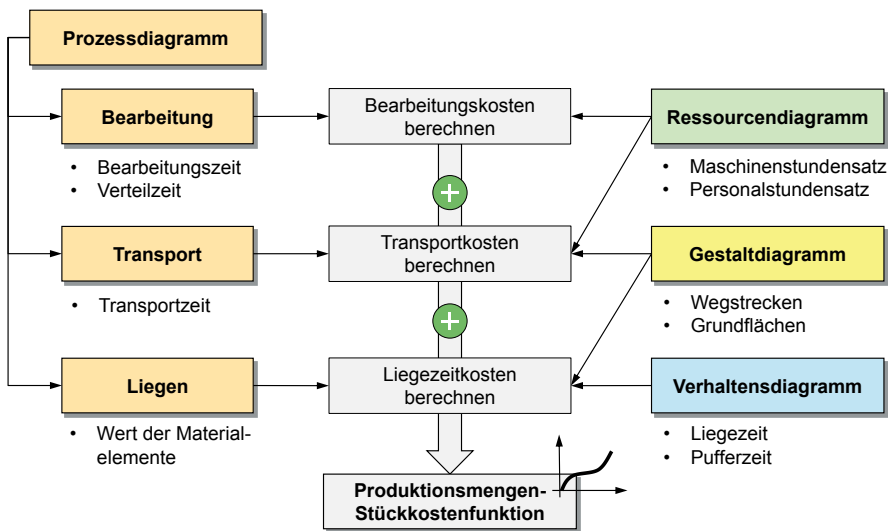 Prozessdiagramm
Bearbeitung
• Bearbeitungszeit
• Verteilzeit
Bearbeitungskosten
berechnen
Ressourcendiagramm
• Maschinenstundensatz
• Personalstundensatz
+
Transport
• Transportzeit
Transportkosten
berechnen
Gestaltdiagramm
• Wegstrecken
• Grundflächen
+
Liegen
• Wert der Material-
elemente
Liegezeitkosten
berechnen
Verhaltensdiagramm
• Liegezeit
• Pufferzeit
Produktionsmengen-
Stückkostenfunktion